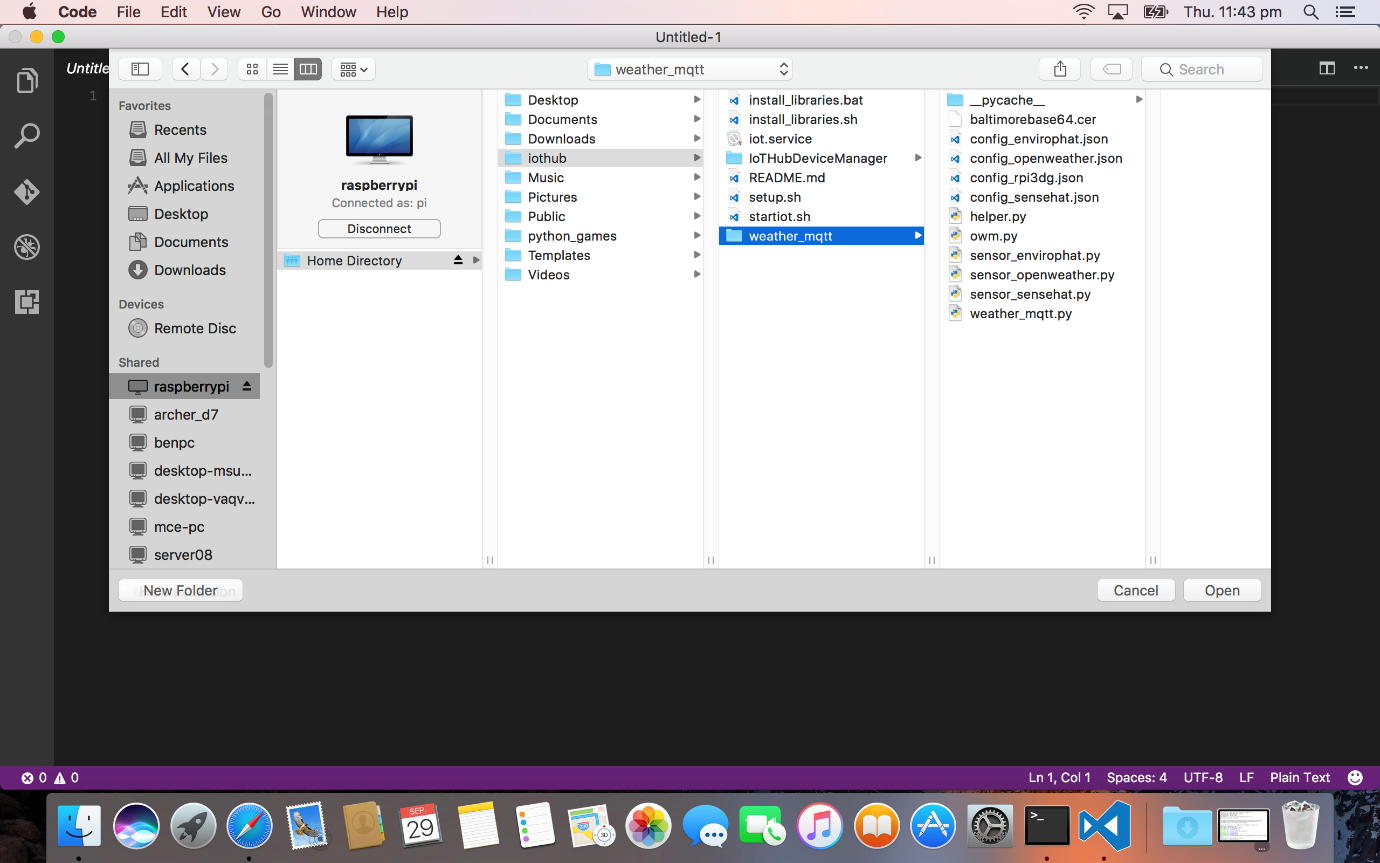 Code File Edit View Go Window Help Thu. 11:43 pm
Untitled-1
Untitle
weather_mqtt
Search
1
Favorites
Recents
All My Files
Applications
Desktop
Documents
Downloads
Devices
Remote Disc
Shared
raspberrypi
archer_d7
benpc
desktop-msu...
desktop-vaqv...
mce-pc
server08
raspberrypi
Connected as: pi
Disconnect
Home Directory
Desktop
Documents
Downloads
iothub
Music
Pictures
Public
python_games
Templates
Videos
install_libraries.bat
install_libraries.sh
iot.service
IoTHubDeviceManager
README.md
setup.sh
startiot.sh
weather_mqtt
__pycache__
baltimorebase64.cer
config_envirophat.json
config_openweather.json
config_rpi3dg.json
config_sensehat.json
helper.py
owm.py
sensor_envirophat.py
sensor_openweather.py
sensor_sensehat.py
weather_mqtt.py
New Folder
Cancel
Open
0 0 Ln 1, Col 1 Spaces: 4 UTF-8 LF Plain Text
SEP
29
3D
>_